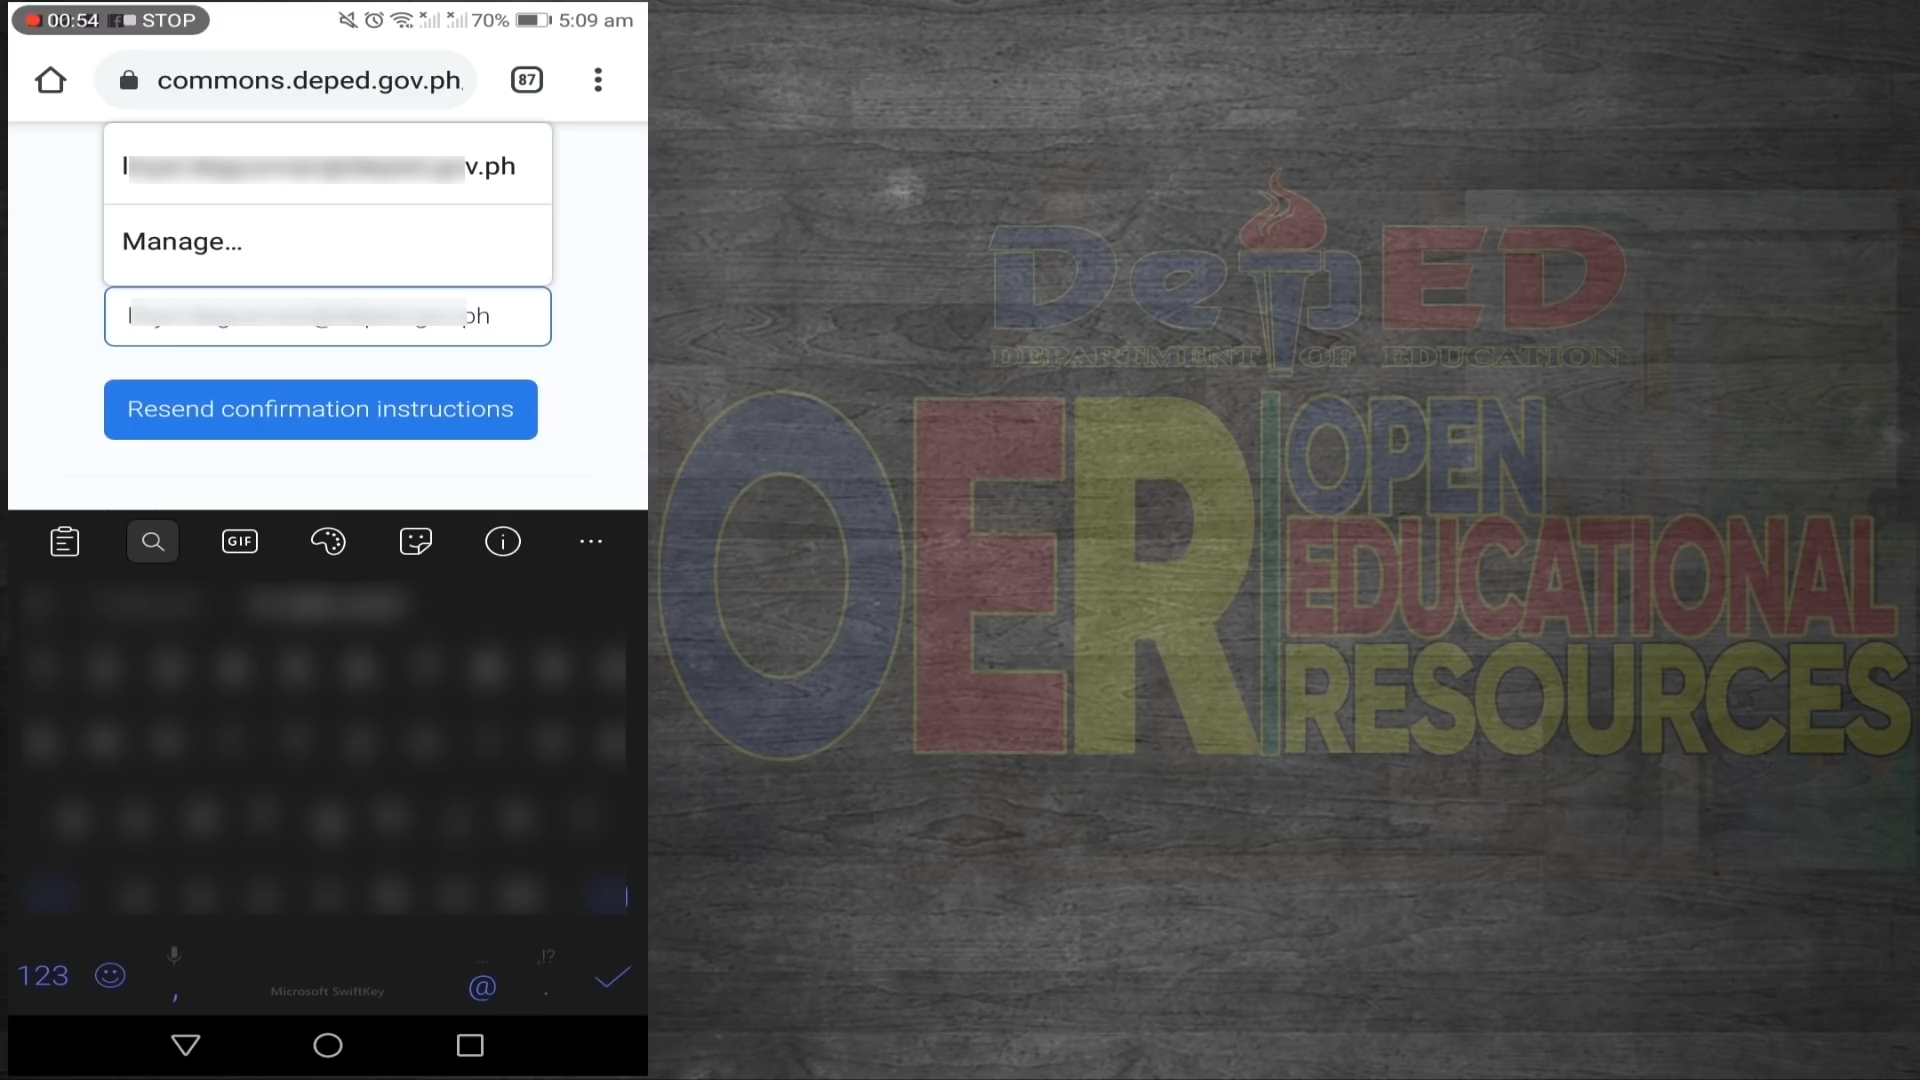 00:54 STOP 70% 5:09 am
commons.deped.gov.ph
87
v.ph
Manage...
ph
Resend confirmation instructions
GIF
...
,!?
123 , Microsoft SwiftKey @ .
DepED
DEPARTMENT OF EDUCATION
OER OPEN
EDUCATIONAL
RESOURCES